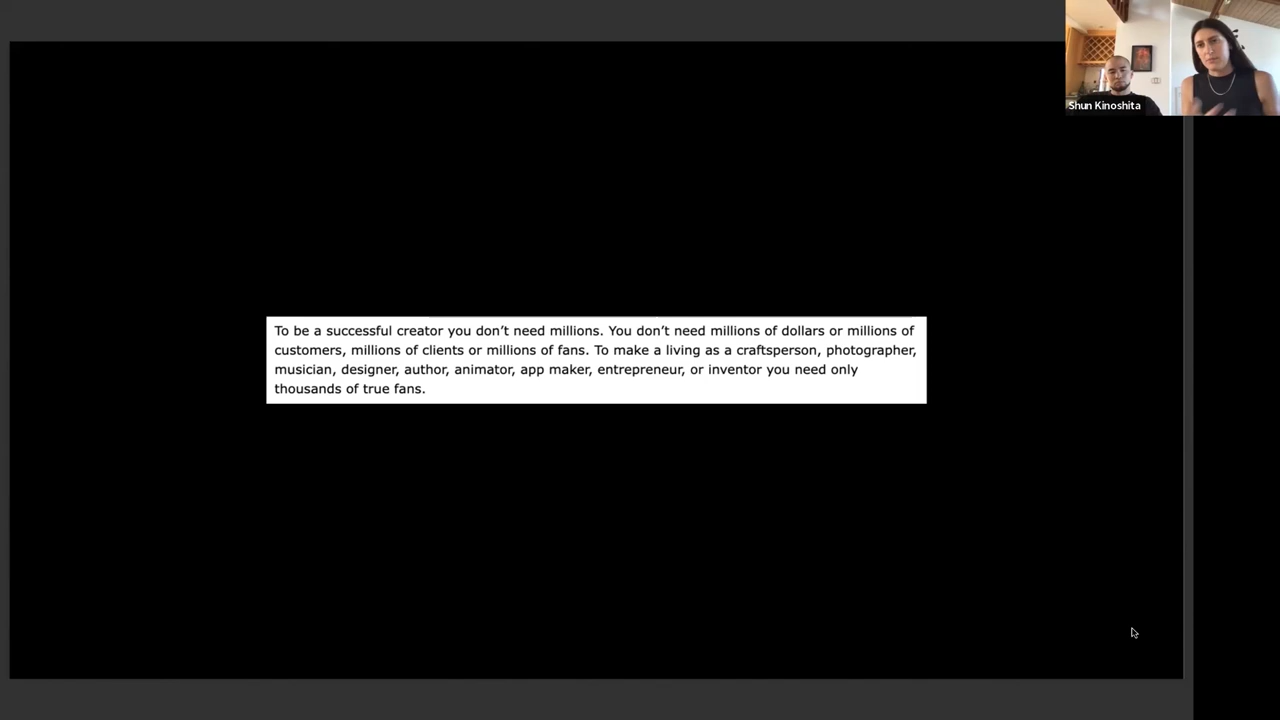 Shun Kinoshita
To be a successful creator you don’t need millions. You don’t need millions of dollars or millions of
customers, millions of clients or millions of fans. To make a living as a craftsperson, photographer,
musician, designer, author, animator, app maker, entrepreneur, or inventor you need only
thousands of true fans.